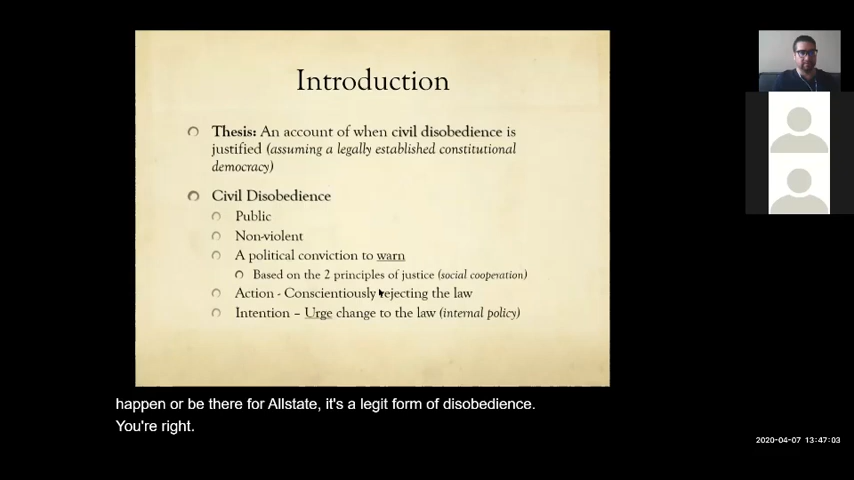 Introduction
Thesis: An account of when civil disobedience is
justified (assuming a legally established constitutional
democracy)
Civil Disobedience
Public
Non-violent
A political conviction to warn
Based on the 2 principles of justice (social cooperation)
Action - Conscientiously rejecting the law
Intention – Urge change to the law (internal policy)
happen or be there for Allstate, it's a legit form of disobedience.
You're right.
2020-04-07 13:47:03